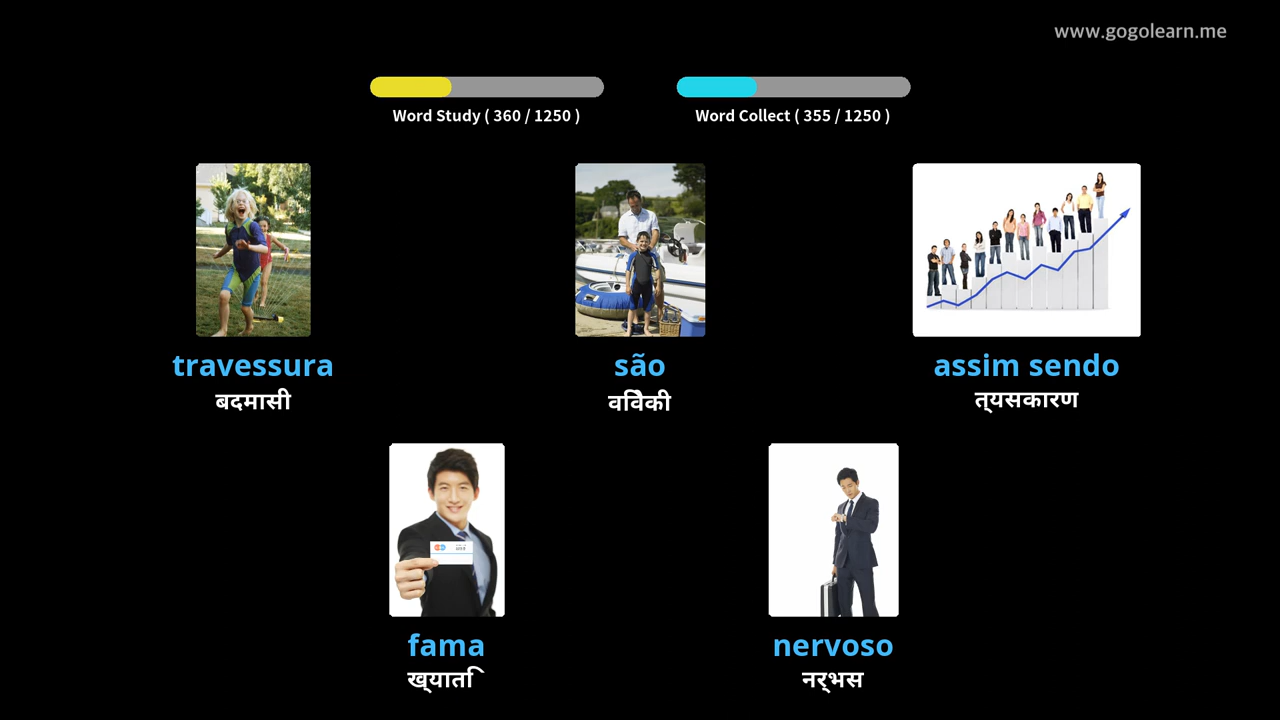 www.gogolearn.me
Word Study ( 360 / 1250 )
Word Collect ( 355 / 1250 )
travessura
são
assim sendo
बदमासी
विवेकी
त्यसकारण
fama
nervoso
ख्याति
नर्भस